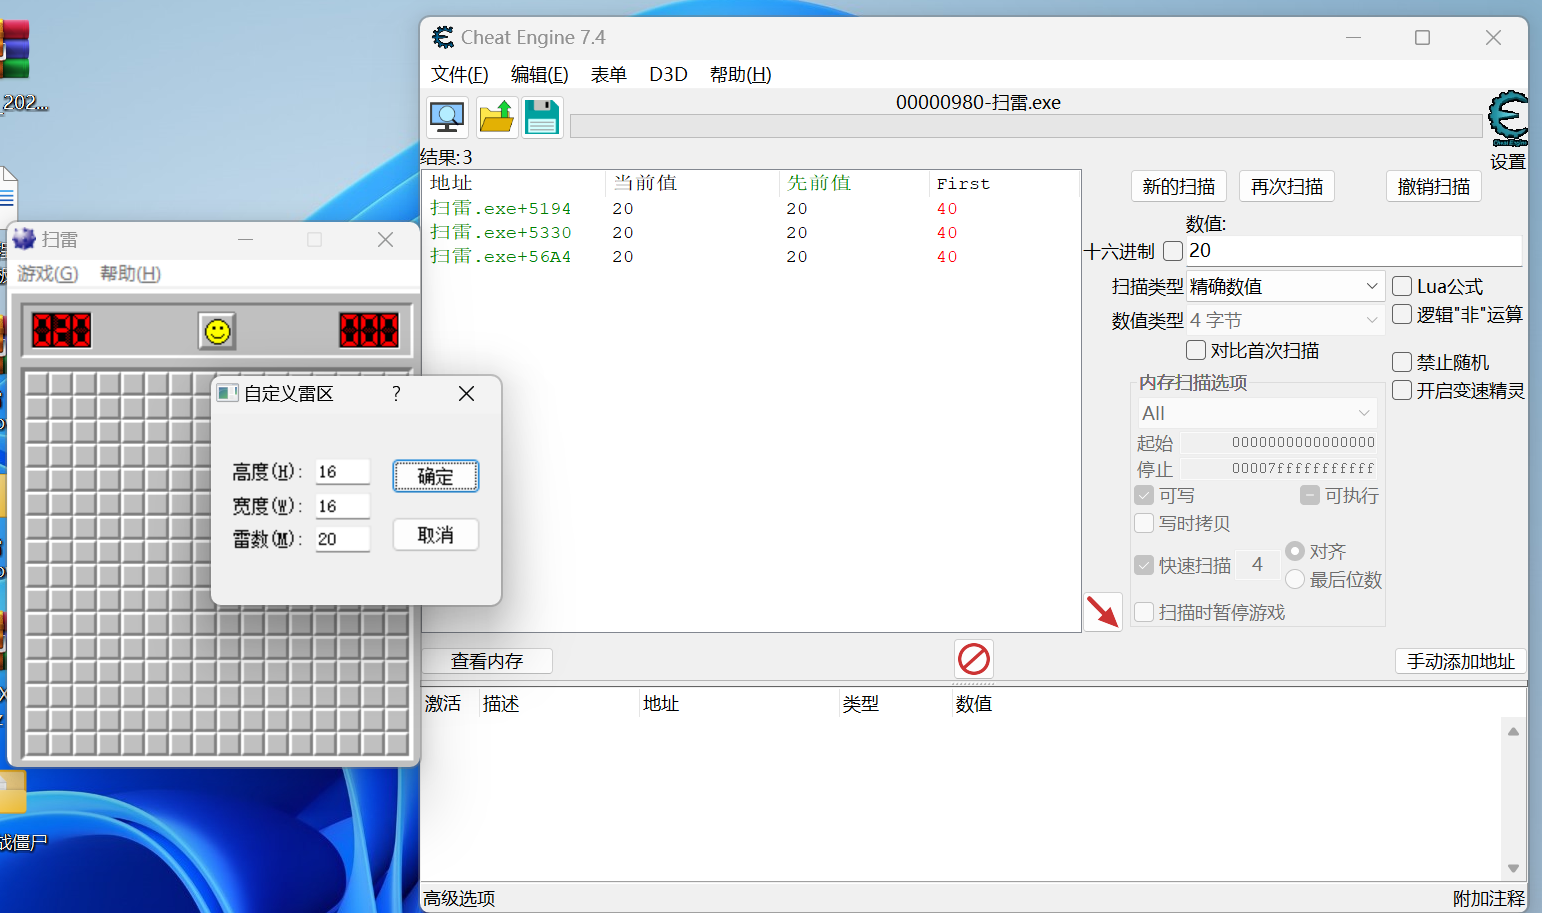 Cheat Engine 7.4
文件(F) 编辑(E) 表单 D3D 帮助(H)
00000980-扫雷.exe
设置
结果:3
地址 当前值 先前值 First
扫雷.exe+5194 20 20 40
扫雷.exe+5330 20 20 40
扫雷.exe+56A4 20 20 40
新的扫描 再次扫描 撤销扫描
数值:
十六进制 20
扫描类型 精确数值 Lua公式
数值类型 4 字节 逻辑"非"运算
对比首次扫描
禁止随机
开启变速精灵
内存扫描选项
All
起始 0000000000000000
停止 00007fffffffffff
可写 可执行
写时拷贝
快速扫描 4 对齐
最后位数
扫描时暂停游戏
查看内存 手动添加地址
激活 描述 地址 类型 数值
高级选项 附加注释
_202...
扫雷
游戏(G) 帮助(H)
020 000
自定义雷区 ?
高度(H): 16 确定
宽度(W): 16
雷数(M): 20 取消
战僵尸